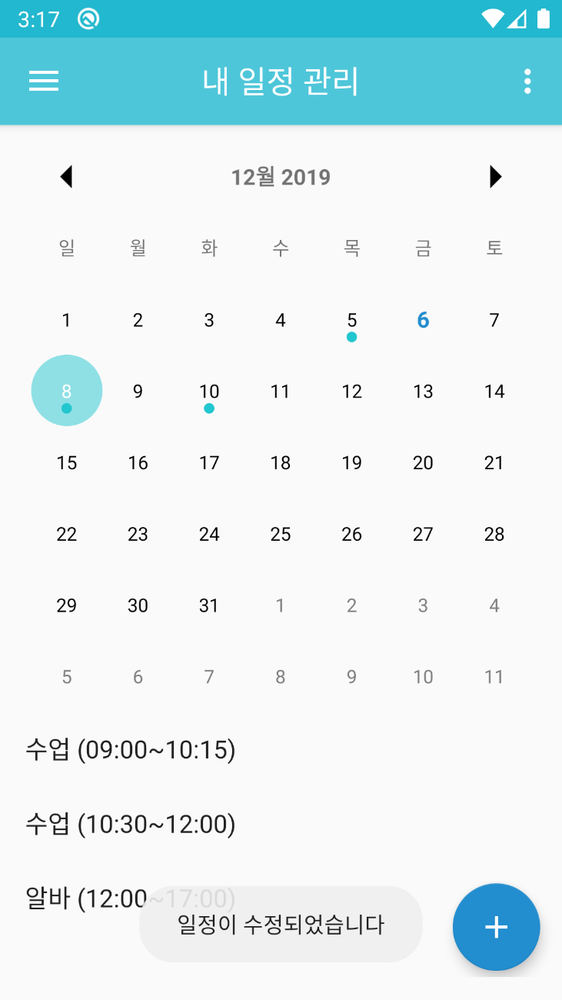 3:17
내 일정 관리
12월 2019
일 월 화 수 목 금 토
1 2 3 4 5 6 7
8 9 10 11 12 13 14
15 16 17 18 19 20 21
22 23 24 25 26 27 28
29 30 31 1 2 3 4
5 6 7 8 9 10 11
수업 (09:00~10:15)
수업 (10:30~12:00)
알바 (12:00~17:00)
일정이 수정되었습니다